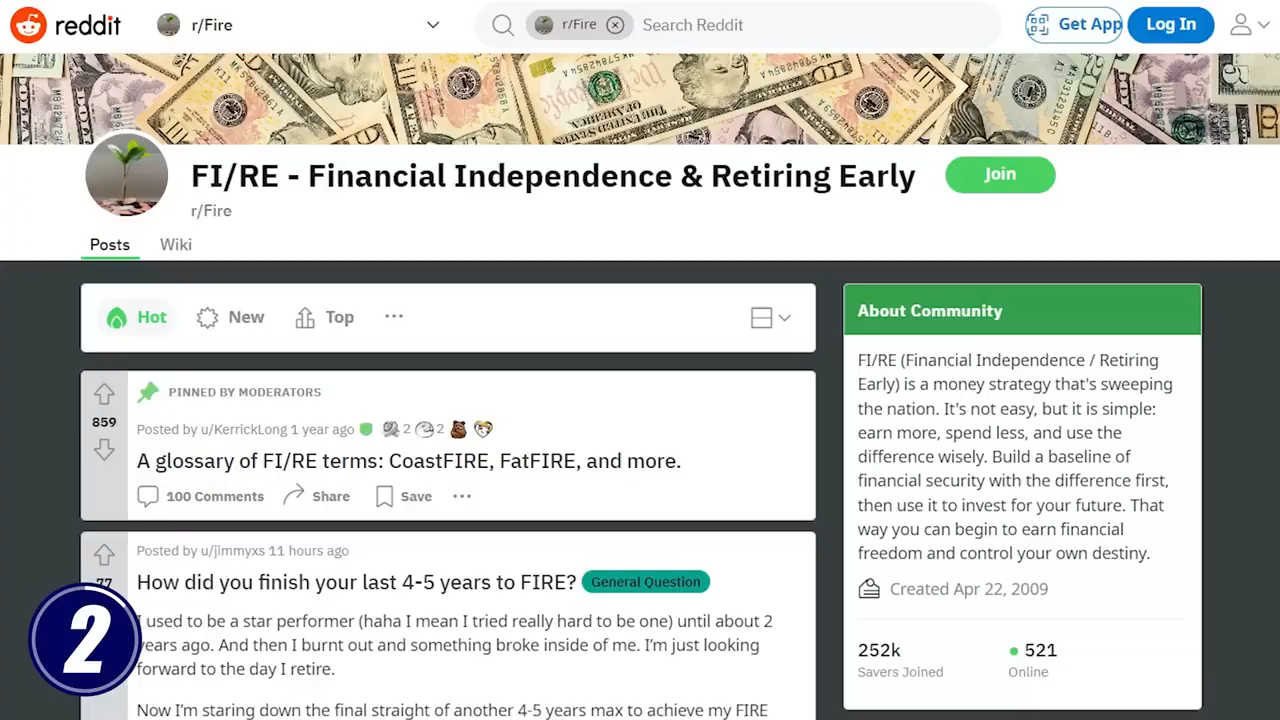 reddit
r/Fire
r/Fire
Search Reddit
Get App
Log In
FI/RE - Financial Independence & Retiring Early
Join
r/Fire
Posts
Wiki
Hot
New
Top
PINNED BY MODERATORS
859
Posted by u/KerrickLong 1 year ago
2
2
A glossary of FI/RE terms: CoastFIRE, FatFIRE, and more.
100 Comments
Share
Save
Posted by u/jimmyxs 11 hours ago
77
How did you finish your last 4-5 years to FIRE?
General Question
I used to be a star performer (haha I mean I tried really hard to be one) until about 2
years ago. And then I burnt out and something broke inside of me. I'm just looking
forward to the day I retire.
Now I'm staring down the final straight of another 4-5 years max to achieve my FIRE
2
About Community
FI/RE (Financial Independence / Retiring
Early) is a money strategy that's sweeping
the nation. It's not easy, but it is simple:
earn more, spend less, and use the
difference wisely. Build a baseline of
financial security with the difference first,
then use it to invest for your future. That
way you can begin to earn financial
freedom and control your own destiny.
Created Apr 22, 2009
252k
Savers Joined
521
Online